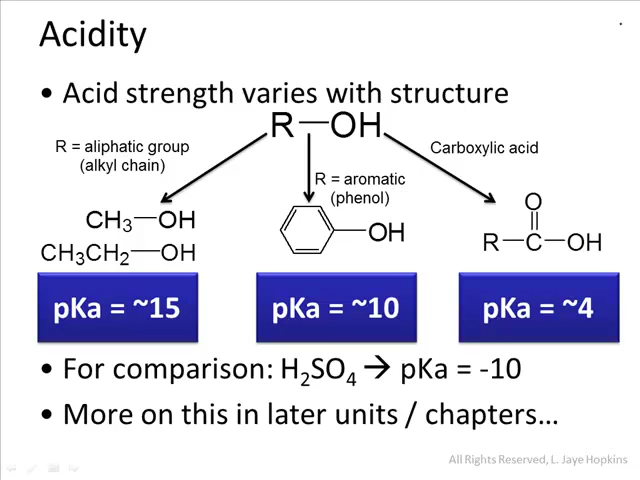 Acidity
• Acid strength varies with structure
R—OH
R = aliphatic group
(alkyl chain)
Carboxylic acid
R = aromatic
(phenol)
CH₃—OH
CH₃CH₂—OH
OH
O
R—C—OH
pKa = ~15
pKa = ~10
pKa = ~4
• For comparison: H₂SO₄ → pKa = -10
• More on this in later units / chapters…
All Rights Reserved, L. Jaye Hopkins